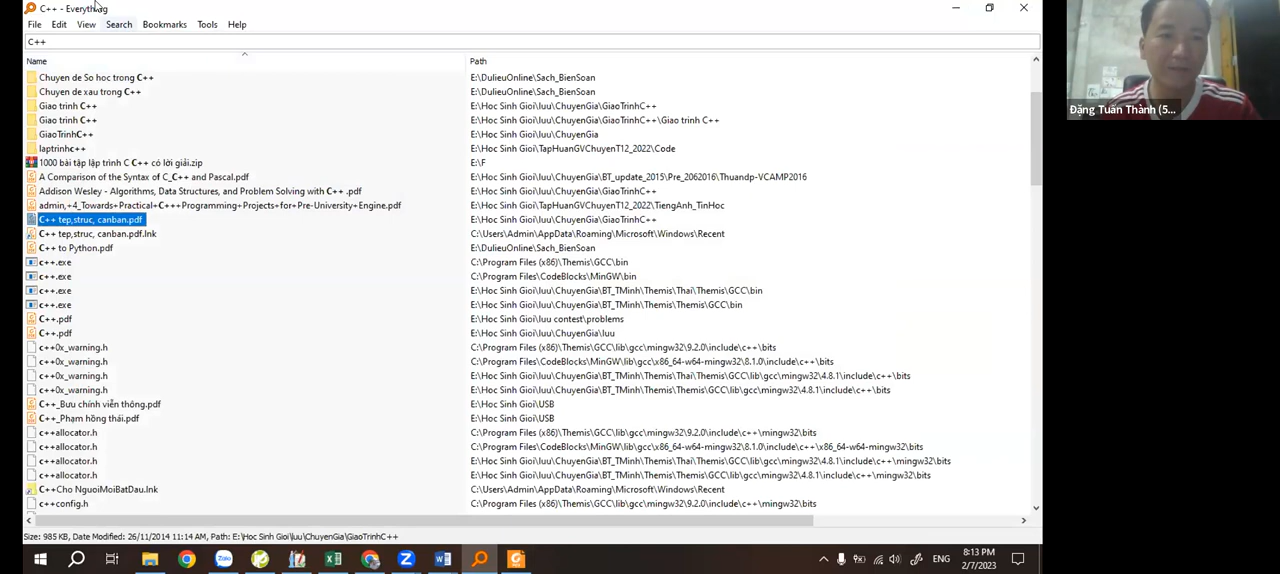 C++ - Everything
File Edit View Search Bookmarks Tools Help
C++
Name Path
Chuyen de So hoc trong C++ E:\DulieuOnline\Sach_BienSoan
Chuyen de xau trong C++ E:\DulieuOnline\Sach_BienSoan
Giao trinh C++ E:\Hoc Sinh Gioi\luu\ChuyenGia\GiaoTrinhC++
Giao trinh C++ E:\Hoc Sinh Gioi\luu\ChuyenGia\GiaoTrinhC++\Giao trinh C++
GiaoTrinhC++ E:\Hoc Sinh Gioi\luu\ChuyenGia
laptrinhc++ E:\Hoc Sinh Gioi\TapHuanGVChuyenT12_2022\Code
1000 bài tập lập trình C C++ có lời giải.zip E:\F
A Comparison of the Syntax of C_C++ and Pascal.pdf E:\Hoc Sinh Gioi\luu\ChuyenGia\BT_update_2015\Pre_2062016\Thuandp-VCAMP2016
Addison Wesley - Algorithms, Data Structures, and Problem Solving with C++ .pdf E:\Hoc Sinh Gioi\luu\ChuyenGia\GiaoTrinhC++
admin,+4_Towards+Practical+C+++Programming+Projects+for+Pre-University+Engine.pdf E:\Hoc Sinh Gioi\TapHuanGVChuyenT12_2022\TiengAnh_TinHoc
C++ tep,struc, canban.pdf E:\Hoc Sinh Gioi\luu\ChuyenGia\GiaoTrinhC++
C++ tep,struc, canban.pdf.lnk C:\Users\Admin\AppData\Roaming\Microsoft\Windows\Recent
C++ to Python.pdf E:\DulieuOnline\Sach_BienSoan
c++.exe C:\Program Files (x86)\Themis\GCC\bin
c++.exe C:\Program Files\CodeBlocks\MinGW\bin
c++.exe E:\Hoc Sinh Gioi\luu\ChuyenGia\BT_TMinh\Themis\Thai\Themis\GCC\bin
c++.exe E:\Hoc Sinh Gioi\luu\ChuyenGia\BT_TMinh\Themis\Themis\GCC\bin
C++.pdf E:\Hoc Sinh Gioi\luu contest\problems
C++.pdf E:\Hoc Sinh Gioi\luu\ChuyenGia\luu
c++0x_warning.h C:\Program Files (x86)\Themis\GCC\lib\gcc\mingw32\9.2.0\include\c++\bits
c++0x_warning.h C:\Program Files\CodeBlocks\MinGW\lib\gcc\x86_64-w64-mingw32\8.1.0\include\c++\bits
c++0x_warning.h E:\Hoc Sinh Gioi\luu\ChuyenGia\BT_TMinh\Themis\Thai\Themis\GCC\lib\gcc\mingw32\4.8.1\include\c++\bits
c++0x_warning.h E:\Hoc Sinh Gioi\luu\ChuyenGia\BT_TMinh\Themis\Themis\GCC\lib\gcc\mingw32\4.8.1\include\c++\bits
C++_Bưu chính viễn thông.pdf E:\Hoc Sinh Gioi\USB
C++_Phạm hồng thái.pdf E:\Hoc Sinh Gioi\USB
c++allocator.h C:\Program Files (x86)\Themis\GCC\lib\gcc\mingw32\9.2.0\include\c++\mingw32\bits
c++allocator.h C:\Program Files\CodeBlocks\MinGW\lib\gcc\x86_64-w64-mingw32\8.1.0\include\c++\x86_64-w64-mingw32\bits
c++allocator.h E:\Hoc Sinh Gioi\luu\ChuyenGia\BT_TMinh\Themis\Thai\Themis\GCC\lib\gcc\mingw32\4.8.1\include\c++\mingw32\bits
c++allocator.h E:\Hoc Sinh Gioi\luu\ChuyenGia\BT_TMinh\Themis\Themis\GCC\lib\gcc\mingw32\4.8.1\include\c++\mingw32\bits
C++Cho NguoiMoiBatDau.lnk C:\Users\Admin\AppData\Roaming\Microsoft\Windows\Recent
c++config.h C:\Program Files (x86)\Themis\GCC\lib\gcc\mingw32\9.2.0\include\c++\mingw32\bits
Size: 985 KB, Date Modified: 26/11/2014 11:14 AM, Path: E:\Hoc Sinh Gioi\luu\ChuyenGia\GiaoTrinhC++
Zalo
ENG
8:13 PM
2/7/2023
Đặng Tuấn Thành (5...